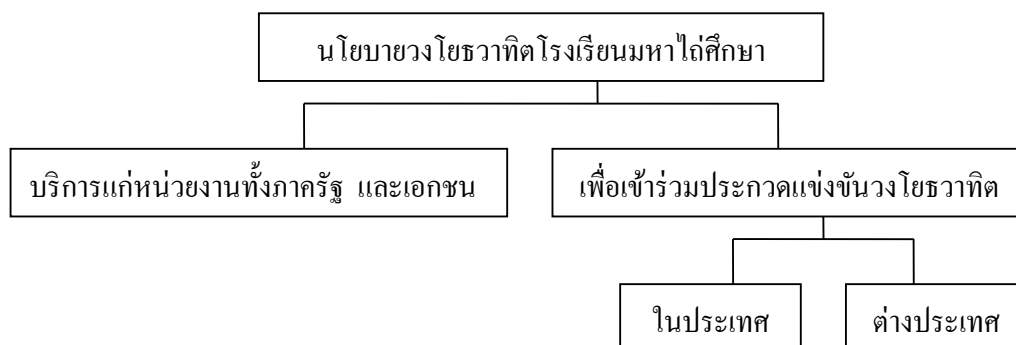 นโยบายวงโยธวาทิตโรงเรียนมหาไถ่ศึกษา
บริการแก่หน่วยงานทั้งภาครัฐ และเอกชน
เพื่อเข้าร่วมประกวดแข่งขันวงโยธวาทิต
ในประเทศ
ต่างประเทศ